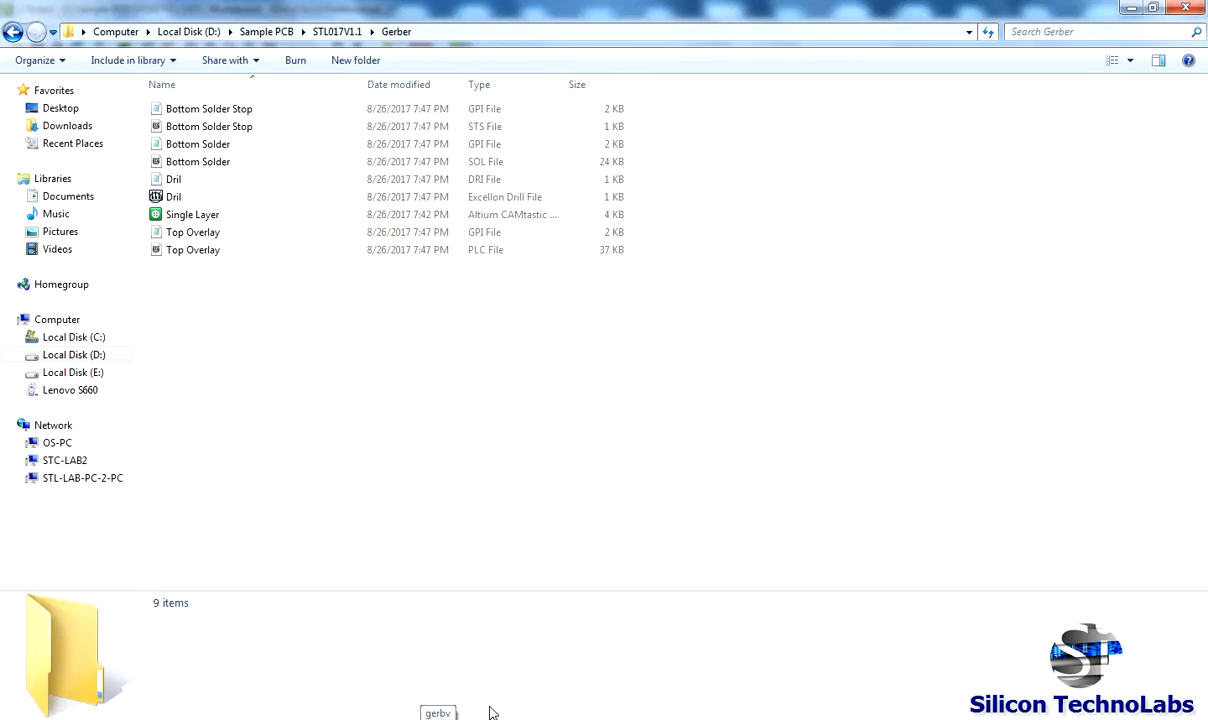 Computer Local Disk (D:) Sample PCB STL017V1.1 Gerber Search Gerber
Organize Include in library Share with Burn New folder
Name Date modified Type Size
Favorites
Desktop
Downloads
Recent Places
Libraries
Documents
Music
Pictures
Videos
Homegroup
Computer
Local Disk (C:)
Local Disk (D:)
Local Disk (E:)
Lenovo S660
Network
OS-PC
STC-LAB2
STL-LAB-PC-2-PC
Bottom Solder Stop 8/26/2017 7:47 PM GPI File 2 KB
Bottom Solder Stop 8/26/2017 7:47 PM STS File 1 KB
Bottom Solder 8/26/2017 7:47 PM GPI File 2 KB
Bottom Solder 8/26/2017 7:47 PM SOL File 24 KB
Dril 8/26/2017 7:47 PM DRI File 1 KB
Dril 8/26/2017 7:47 PM Excellon Drill File 1 KB
Single Layer 8/26/2017 7:42 PM Altium CAMtastic ... 4 KB
Top Overlay 8/26/2017 7:47 PM GPI File 2 KB
Top Overlay 8/26/2017 7:47 PM PLC File 37 KB
9 items
gerbv
ST
Silicon TechnoLabs